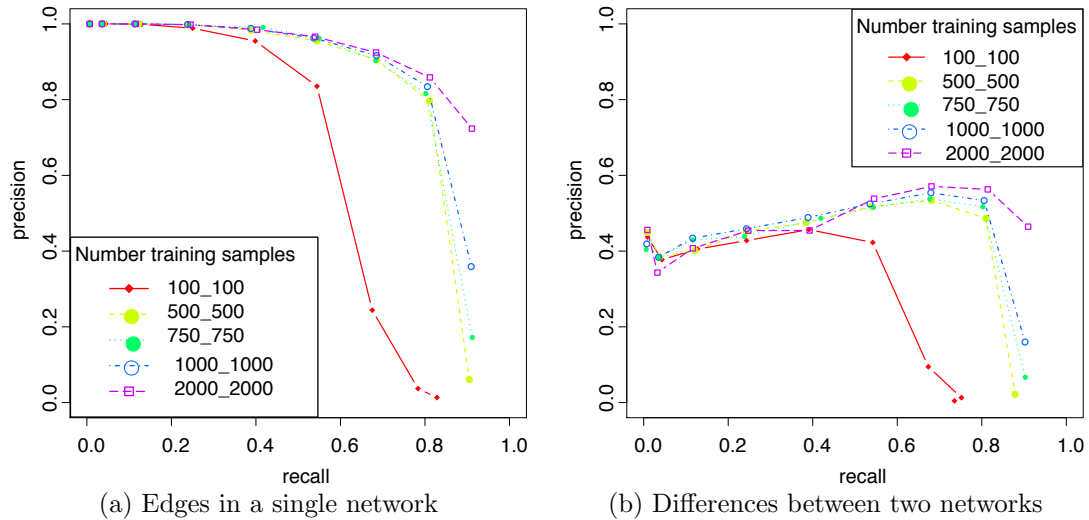 1.0
0.8
0.6
0.4
0.2
0.0
precision
Number training samples
100_100
500_500
750_750
1000_1000
2000_2000
0.0 0.2 0.4 0.6 0.8 1.0
recall
(a) Edges in a single network
1.0
0.8
0.6
0.4
0.2
0.0
precision
Number training samples
100_100
500_500
750_750
1000_1000
2000_2000
0.0 0.2 0.4 0.6 0.8 1.0
recall
(b) Differences between two networks